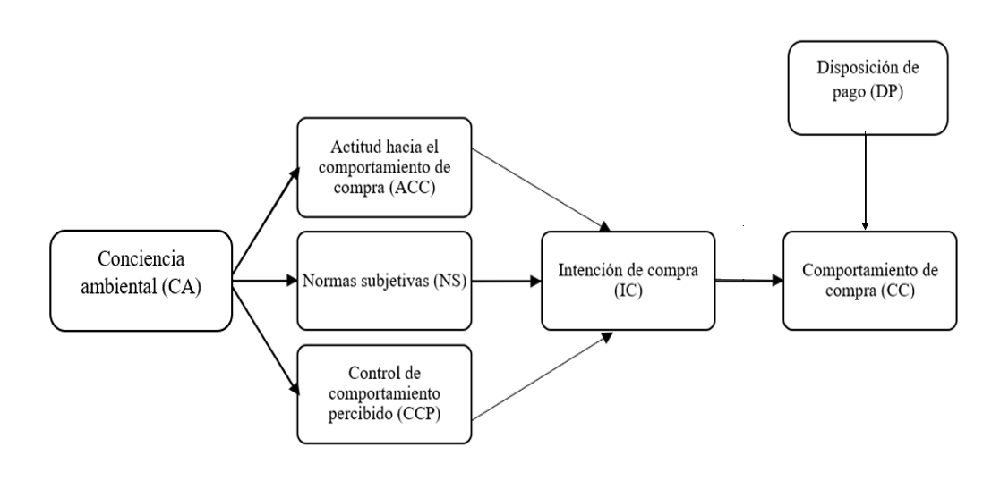 Disposición de
pago (DP)
Actitud hacia el
comportamiento de
compra (ACC)
Conciencia
ambiental (CA)
Normas subjetivas (NS)
Intención de compra
(IC)
Comportamiento de
compra (CC)
Control de
comportamiento
percibido (CCP)